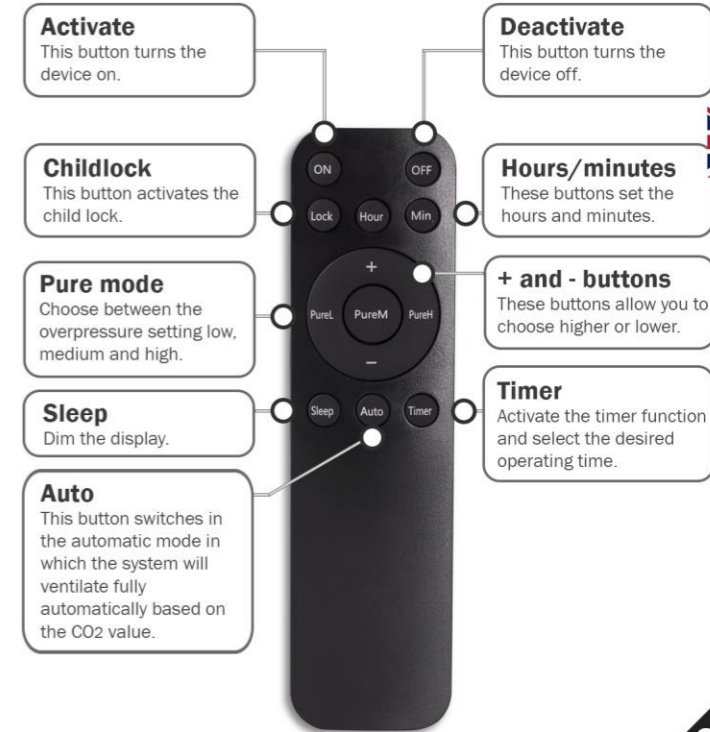 Activate
This button turns the
device on.
Deactivate
This button turns the
device off.
Childlock
This button activates the
child lock.
Hours/minutes
These buttons set the
hours and minutes.
Pure mode
Choose between the
overpressure setting low,
medium and high.
+ and - buttons
These buttons allow you to
choose higher or lower.
Sleep
Dim the display.
Timer
Activate the timer function
and select the desired
operating time.
Auto
This button switches in
the automatic mode in
which the system will
ventilate fully
automatically based on
the CO2 value.
ON OFF
Lock Hour Min
+
PureL PureM PureH
−
Sleep Auto Timer